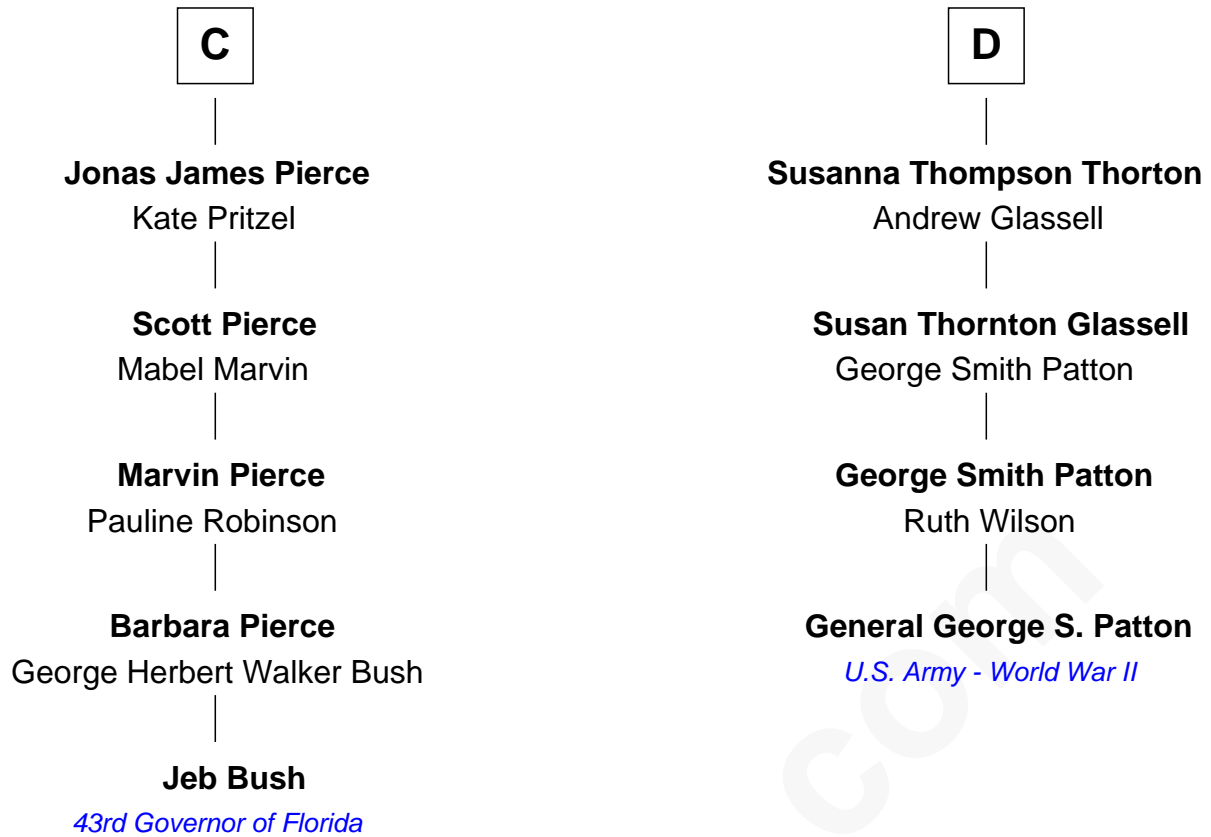 C
Jonas James Pierce
Kate Pritzel
Scott Pierce
Mabel Marvin
Marvin Pierce
Pauline Robinson
Barbara Pierce
George Herbert Walker Bush
Jeb Bush
43rd Governor of Florida
D
Susanna Thompson Thorton
Andrew Glassell
Susan Thornton Glassell
George Smith Patton
George Smith Patton
Ruth Wilson
General George S. Patton
U.S. Army - World War II
com